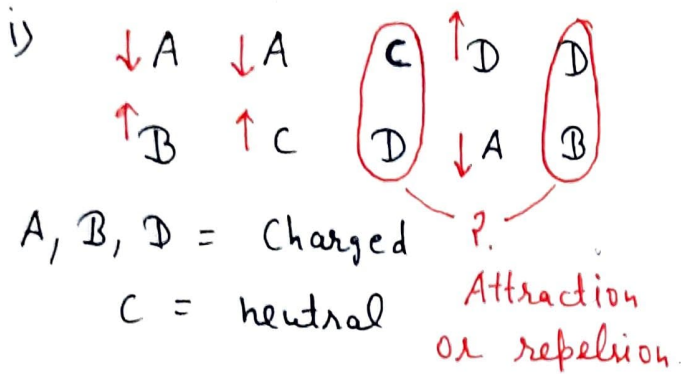 i) ↓A ↓A C ↑D D
↑B ↑C D ↓A B
A, B, D = Charged ?.
C = neutral Attraction
or repelsion.